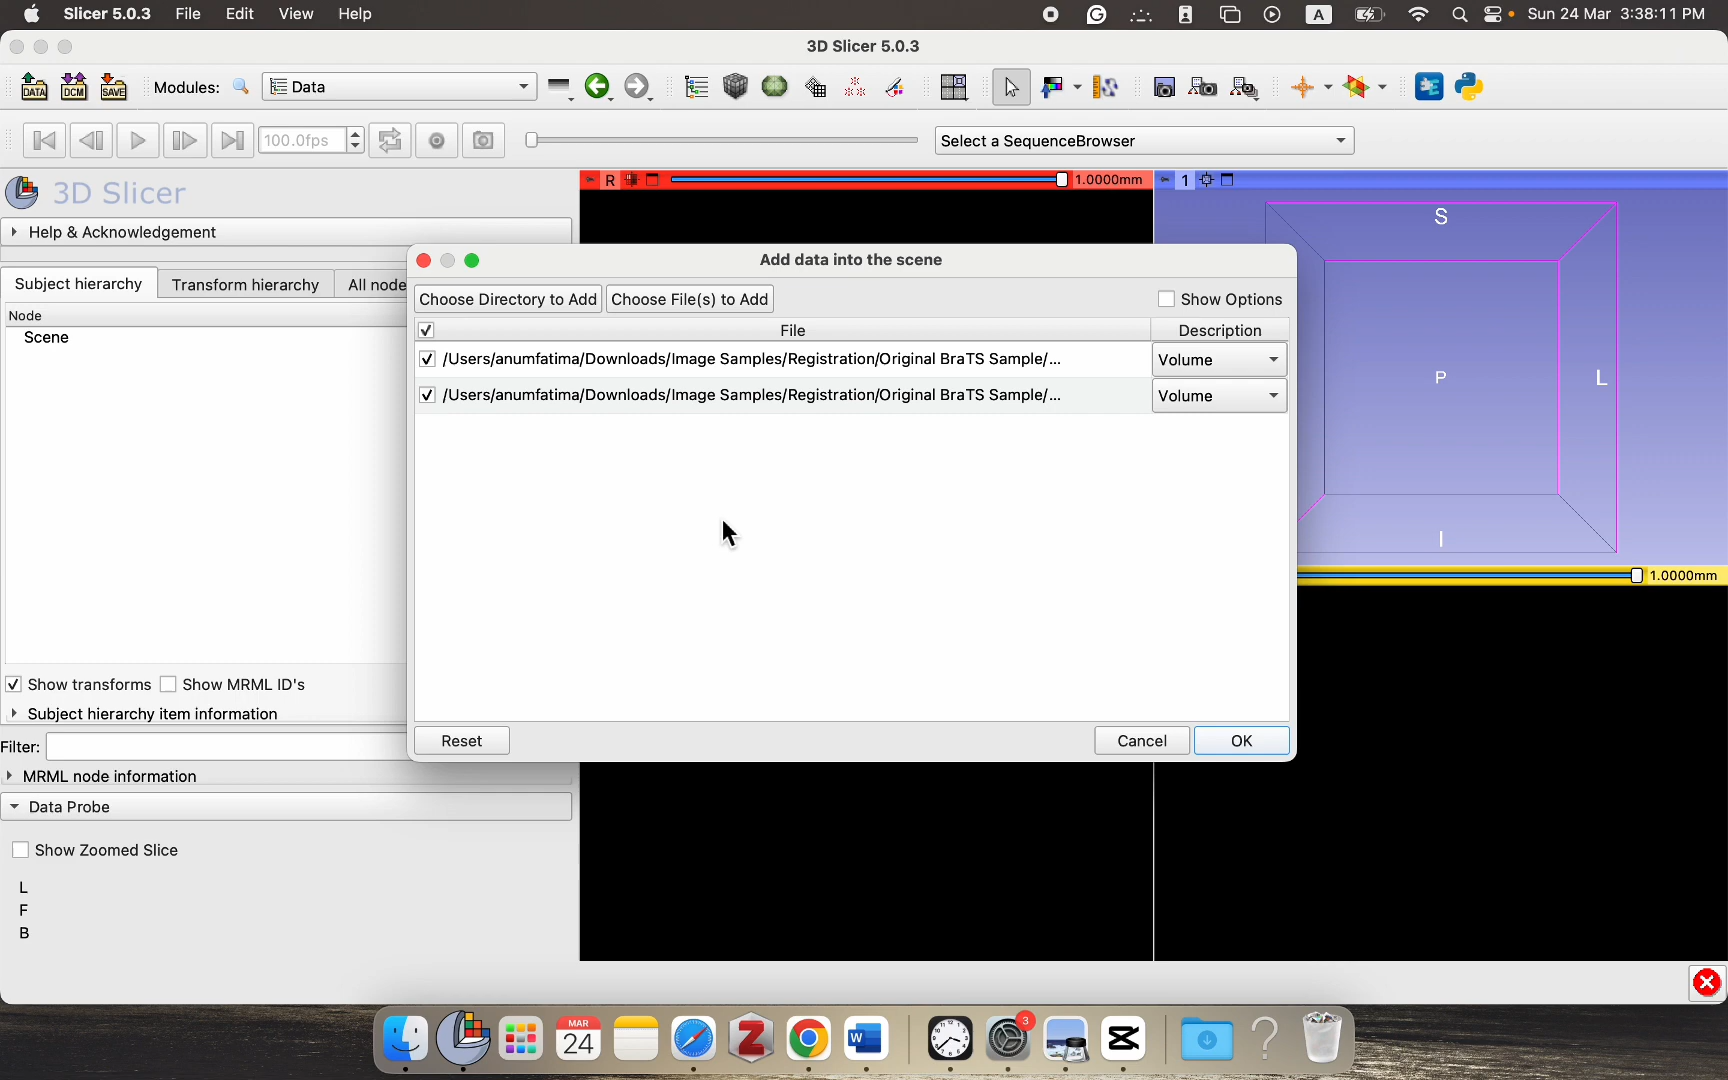 Slicer 5.0.3 File Edit View Help A Sun 24 Mar 3:38:11 PM
3D Slicer 5.0.3
DATA DCM SAVE Modules: Data
100.0fps Select a SequenceBrowser
3D Slicer
R 1.0000mm 1
Help & Acknowledgement
S
Add data into the scene
Subject hierarchy Transform hierarchy All node
Choose Directory to Add Choose File(s) to Add Show Options
Node
File Description
Scene
/Users/anumfatima/Downloads/Image Samples/Registration/Original BraTS Sample/... Volume
/Users/anumfatima/Downloads/Image Samples/Registration/Original BraTS Sample/... Volume
P L
I
1.0000mm
Show transforms Show MRML ID's
Subject hierarchy item information
Filter:
Reset Cancel OK
MRML node information
Data Probe
Show Zoomed Slice
L
F
B
MAR
24
Z
W
3
?